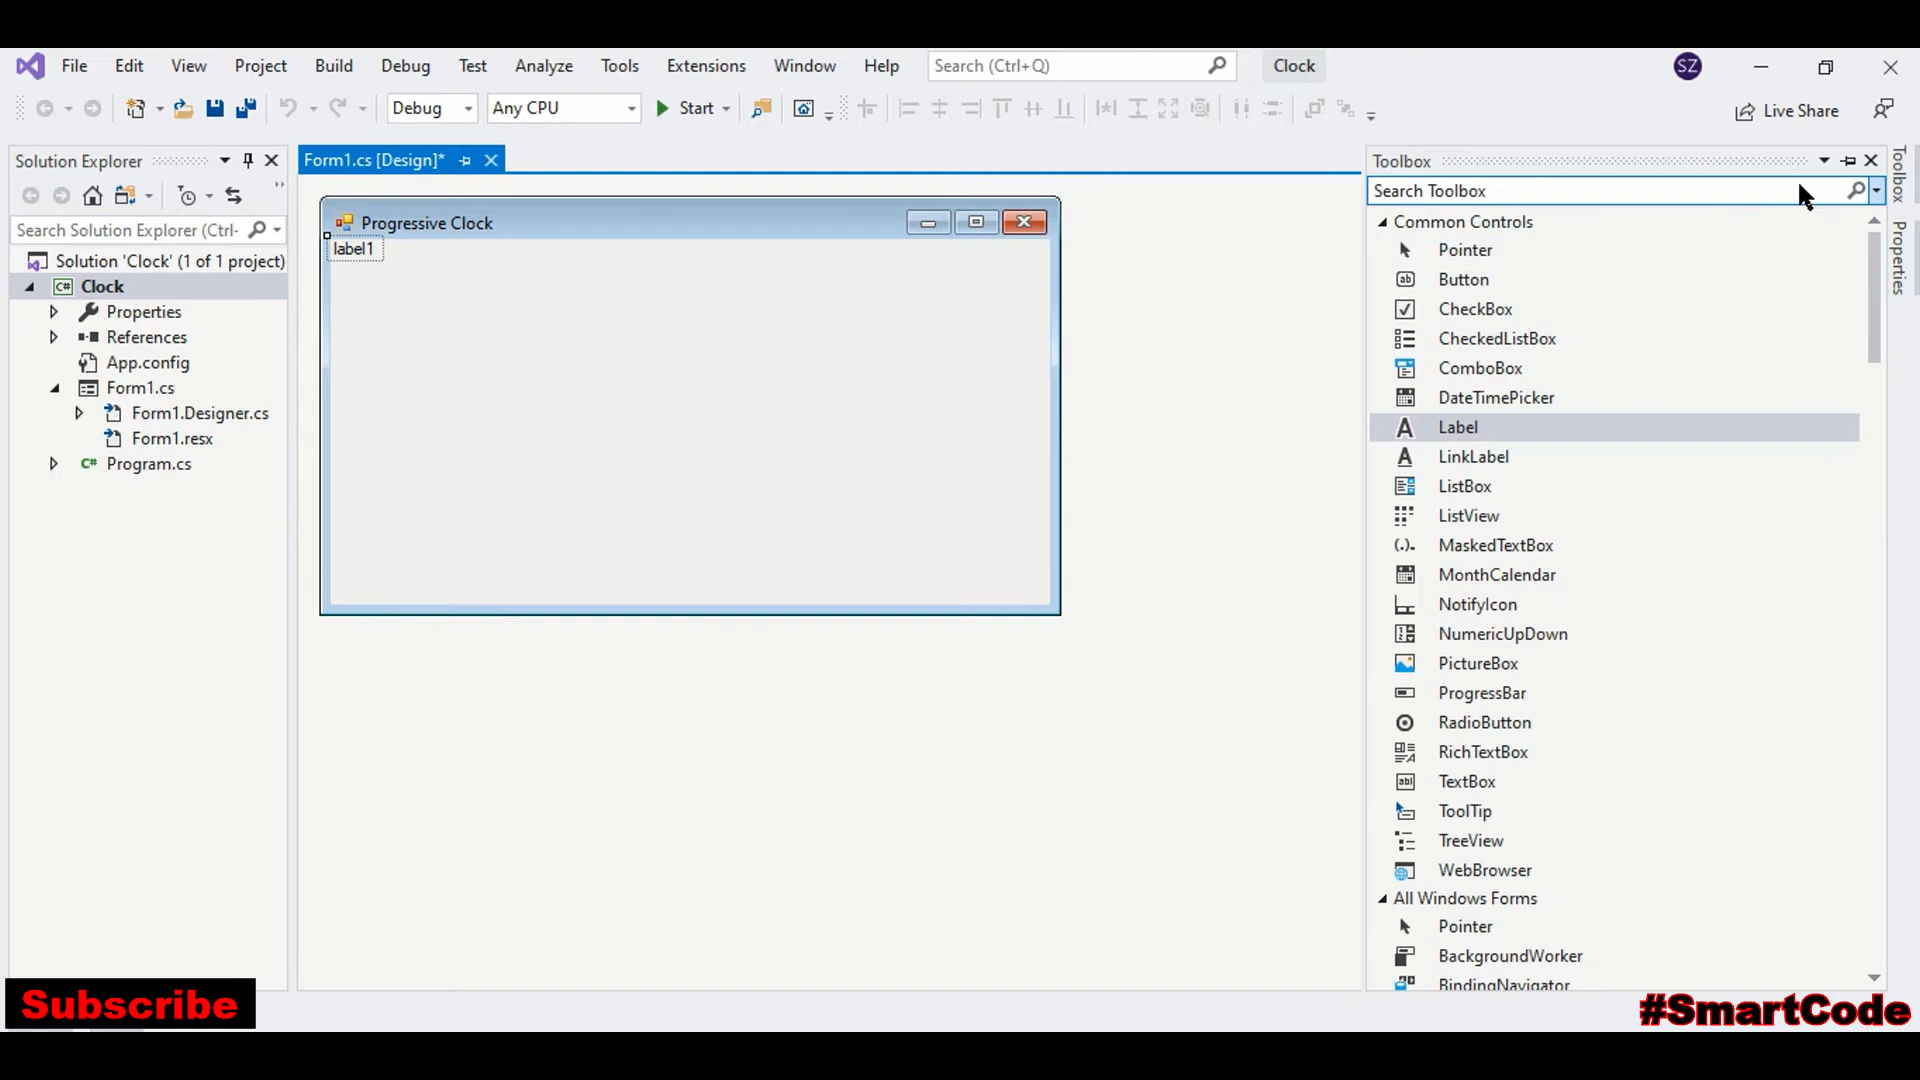 File Edit View Project Build Debug Test Analyze Tools Extensions Window Help Search (Ctrl+Q) Clock SZ
Debug Any CPU Start Live Share
Solution Explorer
Search Solution Explorer (Ctrl-
Solution 'Clock' (1 of 1 project)
C# Clock
Properties
References
App.config
Form1.cs
Form1.Designer.cs
Form1.resx
C# Program.cs
Form1.cs [Design]*
Progressive Clock
label1
Toolbox
Search Toolbox
Common Controls
Pointer
Button
CheckBox
CheckedListBox
ComboBox
DateTimePicker
Label
LinkLabel
ListBox
ListView
MaskedTextBox
MonthCalendar
NotifyIcon
NumericUpDown
PictureBox
ProgressBar
RadioButton
RichTextBox
TextBox
ToolTip
TreeView
WebBrowser
All Windows Forms
Pointer
BackgroundWorker
BindingNavigator
Toolbox
Properties
Subscribe
#SmartCode